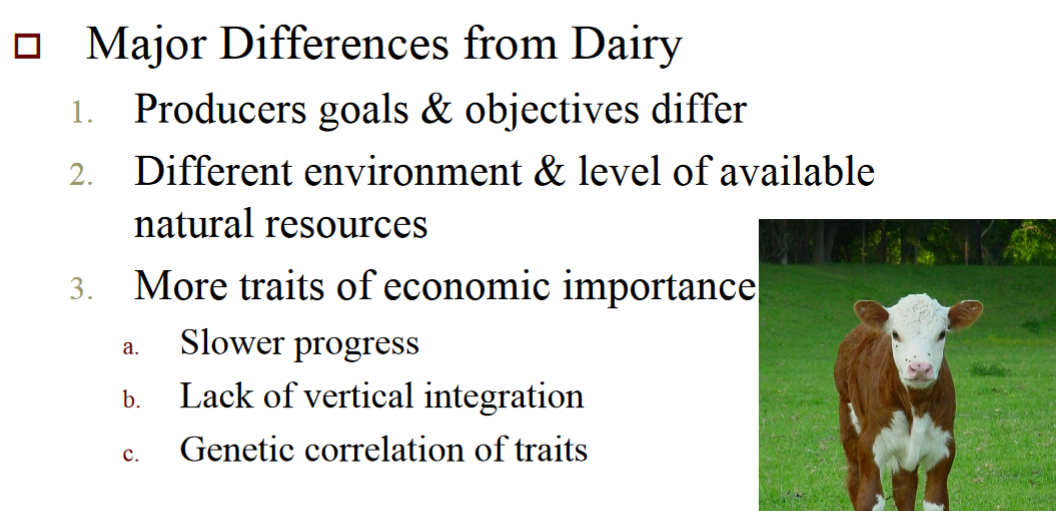 Major Differences from Dairy
1. Producers goals & objectives differ
2. Different environment & level of available
natural resources
3. More traits of economic importance
a. Slower progress
b. Lack of vertical integration
c. Genetic correlation of traits